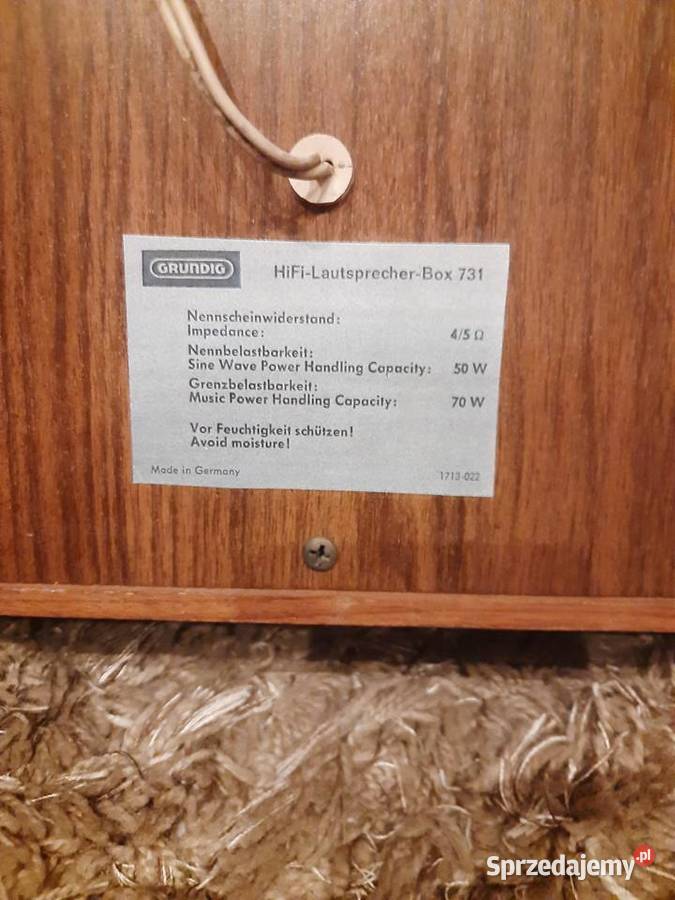 GRUNDIG HiFi-Lautsprecher-Box 731
Nennscheinwiderstand:
Impedance: 4/5 Ω
Nennbelastbarkeit:
Sine Wave Power Handling Capacity: 50 W
Grenzbelastbarkeit:
Music Power Handling Capacity: 70 W
Vor Feuchtigkeit schützen!
Avoid moisture!
Made in Germany 1713-022
Sprzedajemy.pl